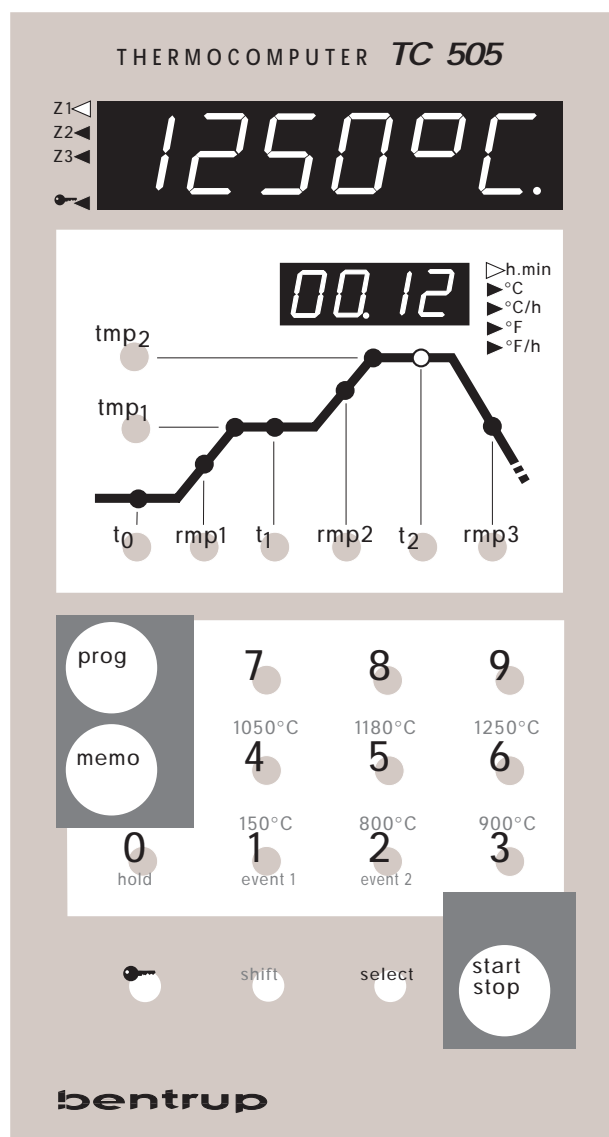 THERMOCOMPUTER TC 505
Z1
Z2
Z3
1250°C.
00.12
h.min
°C
°C/h
°F
°F/h
tmp2
tmp1
t0 rmp1 t1 rmp2 t2 rmp3
prog
7 8 9
memo
1050°C 1180°C 1250°C
4 5 6
150°C 800°C 900°C
0 1 2 3
hold event 1 event 2
shift select
start
stop
bentrup